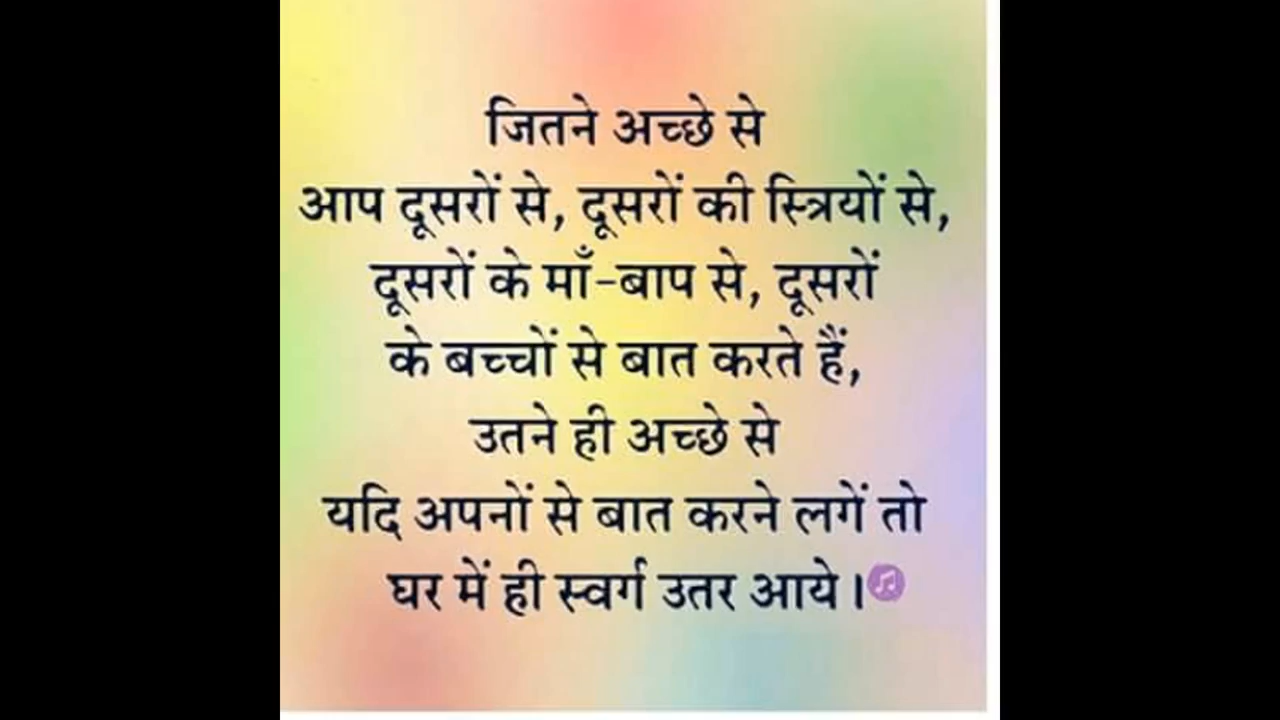 जितने अच्छे से
आप दूसरों से, दूसरों की स्त्रियों से,
दूसरों के माँ-बाप से, दूसरों
के बच्चों से बात करते हैं,
उतने ही अच्छे से
यदि अपनों से बात करने लगें तो
घर में ही स्वर्ग उतर आये।